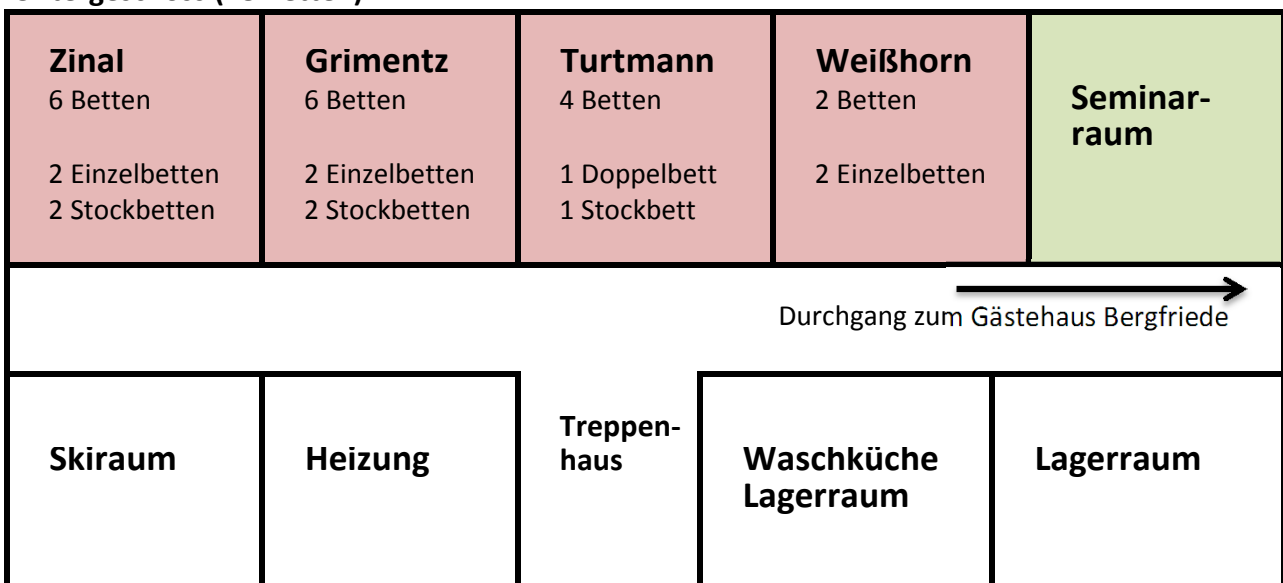 Zinal
6 Betten
2 Einzelbetten
2 Stockbetten
Grimentz
6 Betten
2 Einzelbetten
2 Stockbetten
Turtmann
4 Betten
1 Doppelbett
1 Stockbett
Weißhorn
2 Betten
2 Einzelbetten
Seminar-
raum
Durchgang zum Gästehaus Bergfriede
Skiraum
Heizung
Treppen-
haus
Waschküche
Lagerraum
Lagerraum